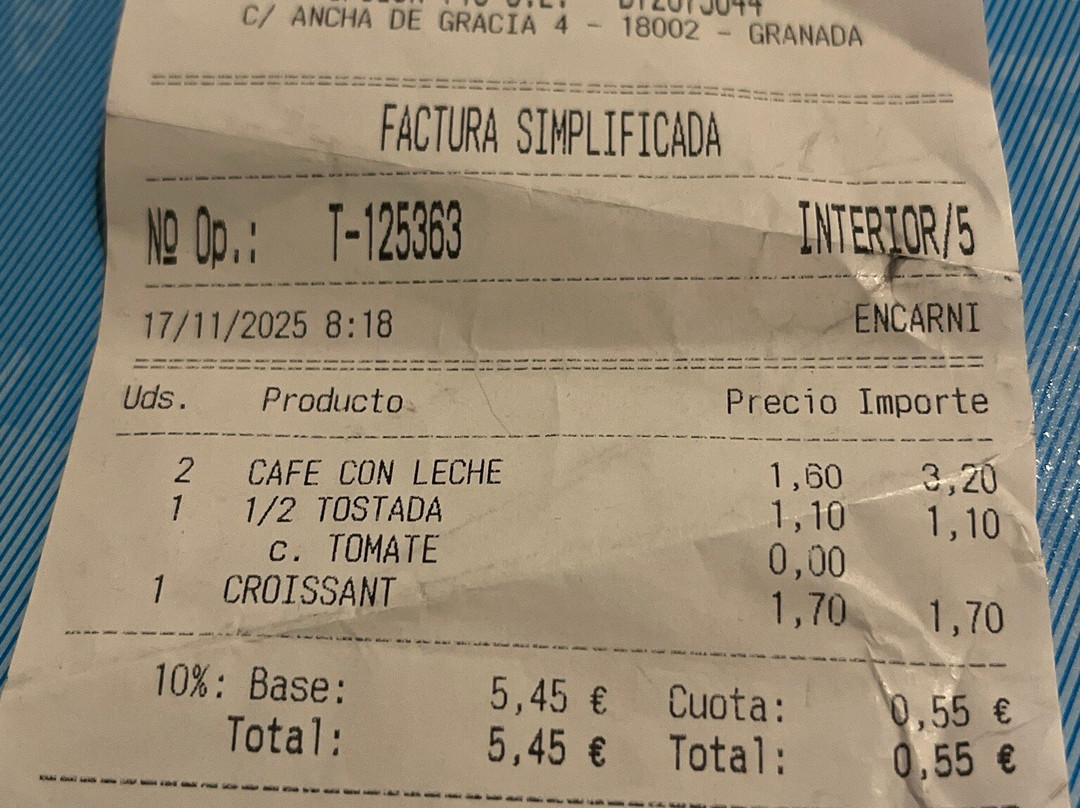 C/ ANCHA DE GRACIA 4 - 18002 - GRANADA
FACTURA SIMPLIFICADA
Nº Op.: T-125363 INTERIOR/5
17/11/2025 8:18 ENCARNI
Uds. Producto Precio Importe
2 CAFE CON LECHE 1,60 3,20
1 1/2 TOSTADA 1,10 1,10
c. TOMATE 0,00
1 CROISSANT 1,70 1,70
10%: Base: 5,45 € Cuota: 0,55 €
Total: 5,45 € Total: 0,55 €